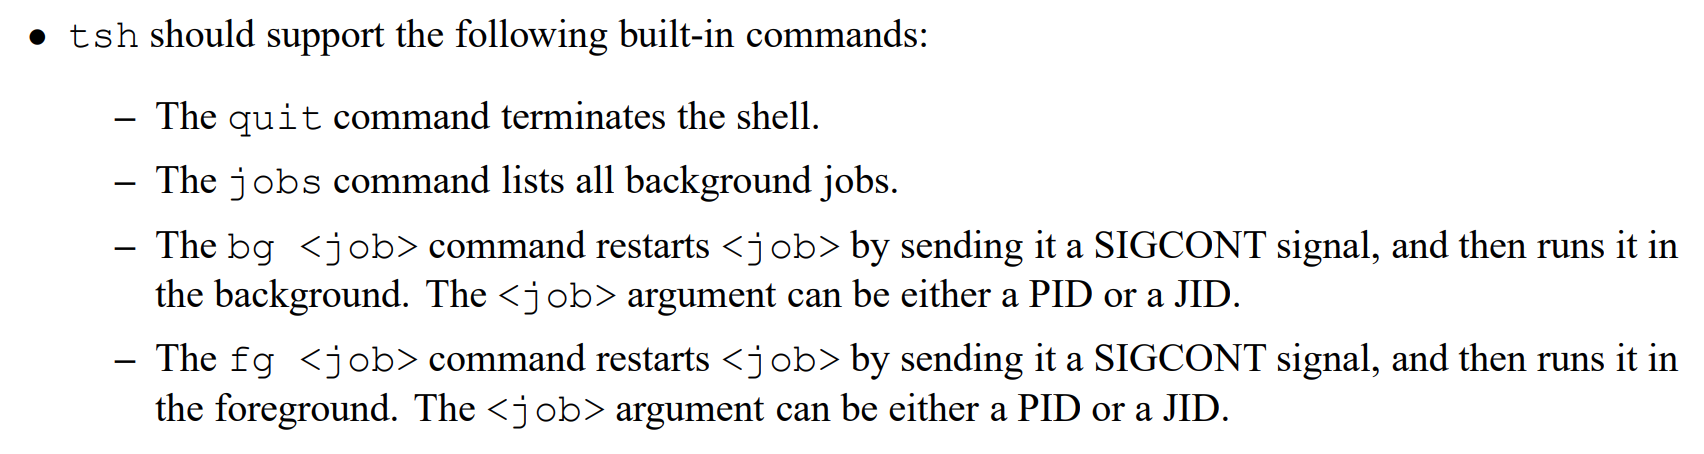 • tsh should support the following built-in commands:
– The quit command terminates the shell.
– The jobs command lists all background jobs.
– The bg <job> command restarts <job> by sending it a SIGCONT signal, and then runs it in
the background. The <job> argument can be either a PID or a JID.
– The fg <job> command restarts <job> by sending it a SIGCONT signal, and then runs it in
the foreground. The <job> argument can be either a PID or a JID.